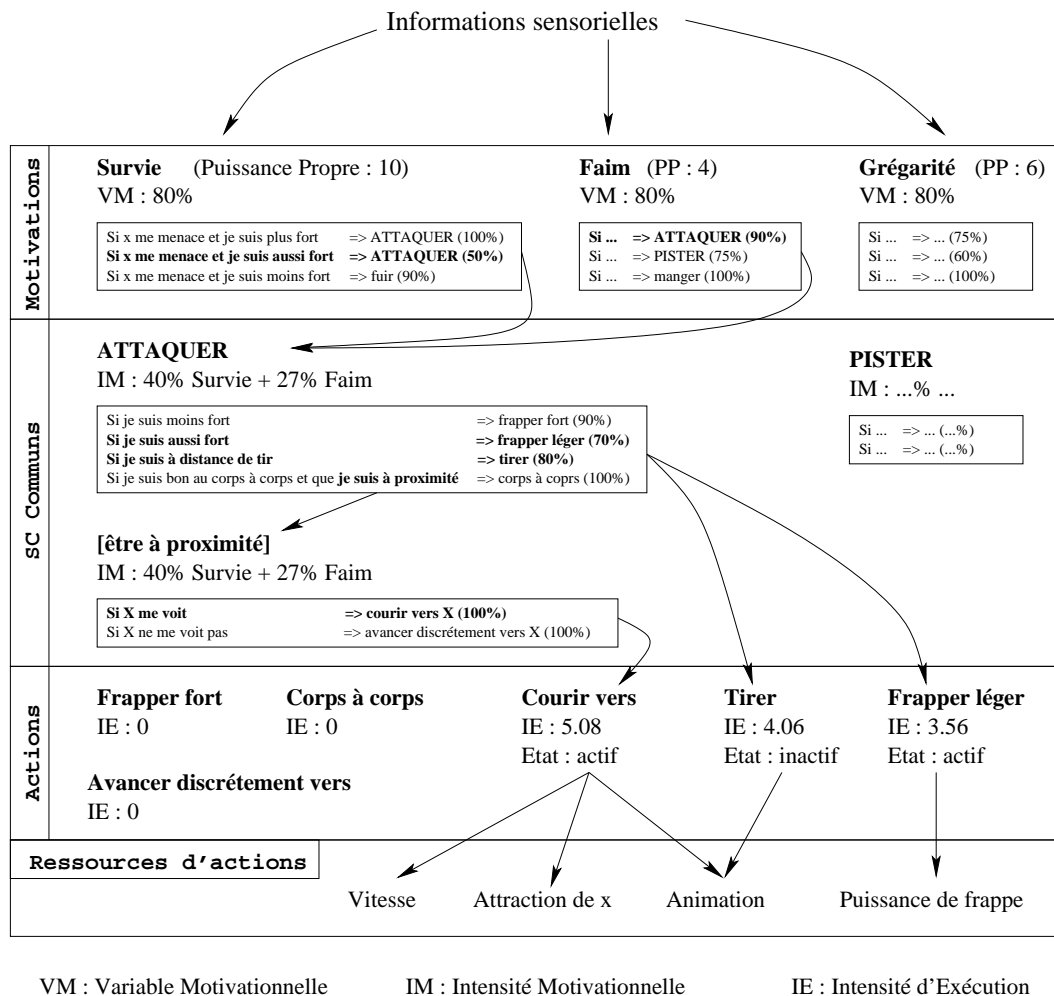 Informations sensorielles
Motivations
Survie (Puissance Propre : 10)
VM : 80%
Si x me menace et je suis plus fort => ATTAQUER (100%)
Si x me menace et je suis aussi fort => ATTAQUER (50%)
Si x me menace et je suis moins fort => fuir (90%)
Faim (PP : 4)
VM : 80%
Si ... => ATTAQUER (90%)
Si ... => PISTER (75%)
Si ... => manger (100%)
Grégarité (PP : 6)
VM : 80%
Si ... => ... (75%)
Si ... => ... (60%)
Si ... => ... (100%)
SC Communs
ATTAQUER
IM : 40% Survie + 27% Faim
Si je suis moins fort => frapper fort (90%)
Si je suis aussi fort => frapper léger (70%)
Si je suis à distance de tir => tirer (80%)
Si je suis bon au corps à corps et que je suis à proximité => corps à coprs (100%)
PISTER
IM : ...% ...
Si ... => ... (...%)
Si ... => ... (...%)
[être à proximité]
IM : 40% Survie + 27% Faim
Si X me voit => courir vers X (100%)
Si X ne me voit pas => avancer discrétement vers X (100%)
Actions
Frapper fort
IE : 0
Corps à corps
IE : 0
Courir vers
IE : 5.08
Etat : actif
Tirer
IE : 4.06
Etat : inactif
Frapper léger
IE : 3.56
Etat : actif
Avancer discrétement vers
IE : 0
Ressources d'actions
Vitesse
Attraction de x
Animation
Puissance de frappe
VM : Variable Motivationnelle
IM : Intensité Motivationnelle
IE : Intensité d'Exécution